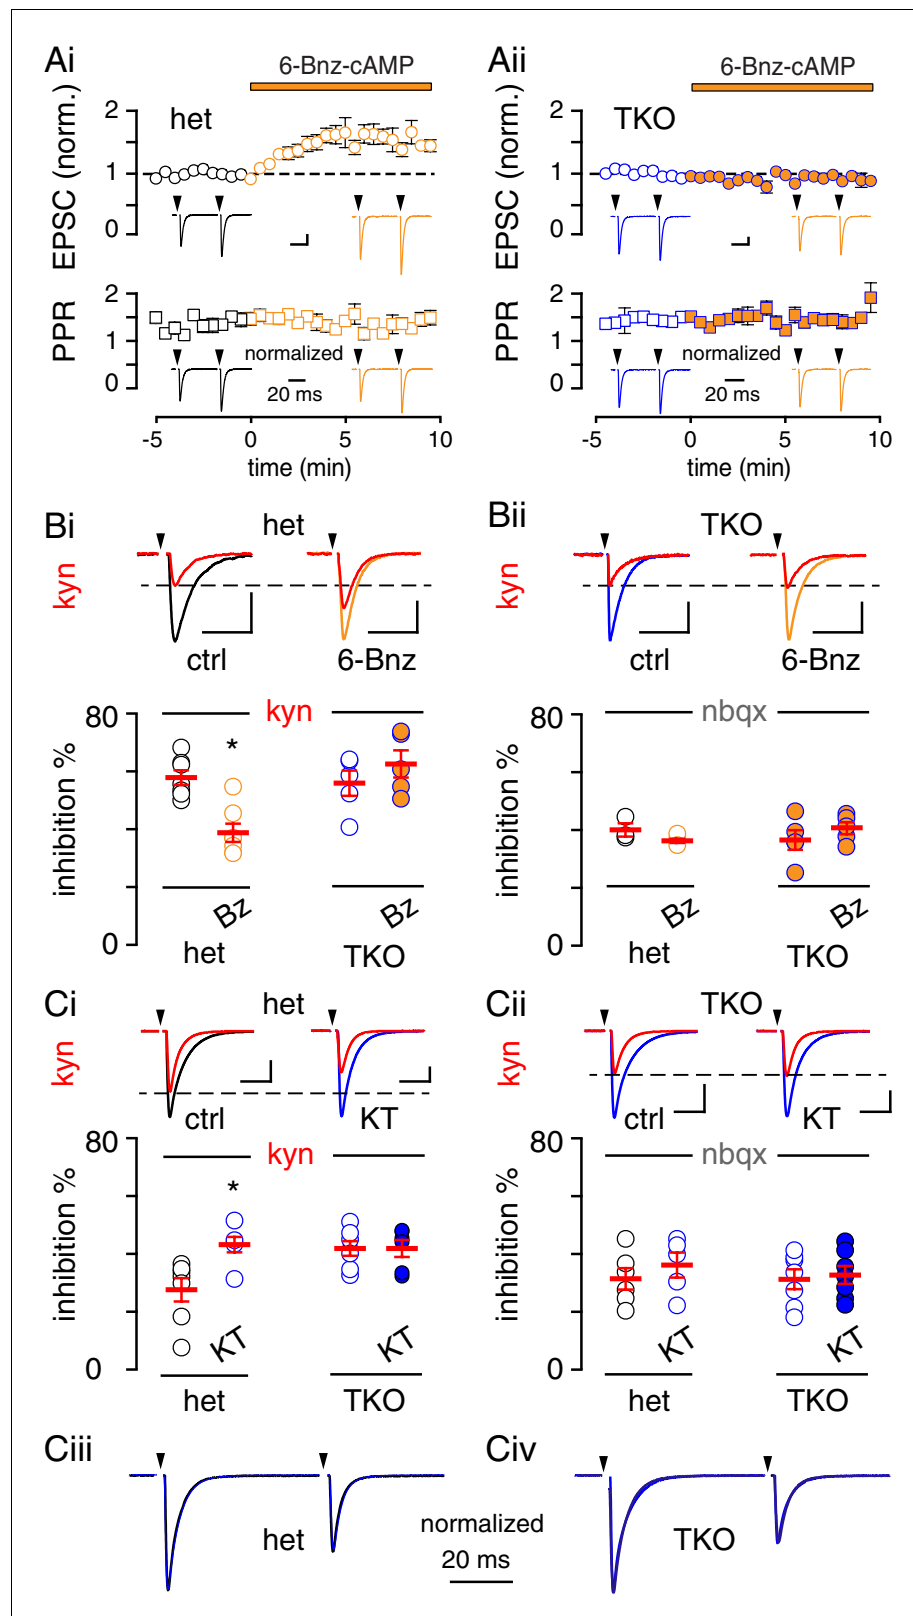 Ai
6-Bnz-cAMP
Aii
6-Bnz-cAMP
EPSC (norm.)
2
1
0
het
EPSC (norm.)
2
1
0
TKO
PPR
2
1
0
normalized
20 ms
PPR
2
1
0
normalized
20 ms
-5 0 5 10
time (min)
-5 0 5 10
time (min)
Bi
het
kyn
ctrl
6-Bnz
Bii
TKO
kyn
ctrl
6-Bnz
inhibition %
80
0
kyn
*
Bz
het
Bz
TKO
inhibition %
80
0
nbqx
Bz
het
Bz
TKO
Ci
het
kyn
ctrl
KT
Cii
TKO
kyn
ctrl
KT
inhibition %
80
0
kyn
*
KT
het
KT
TKO
inhibition %
80
0
nbqx
KT
het
KT
TKO
Ciii
het
normalized
20 ms
Civ
TKO